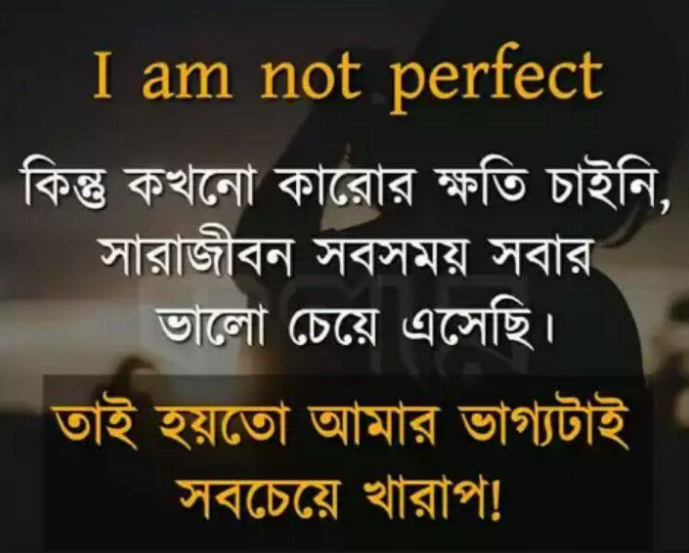 I am not perfect
কিন্তু কখনো কারোর ক্ষতি চাইনি,
সারাজীবন সবসময় সবার
ভালো চেয়ে এসেছি।
তাই হয়তো আমার ভাগ্যটাই
সবচেয়ে খারাপ!